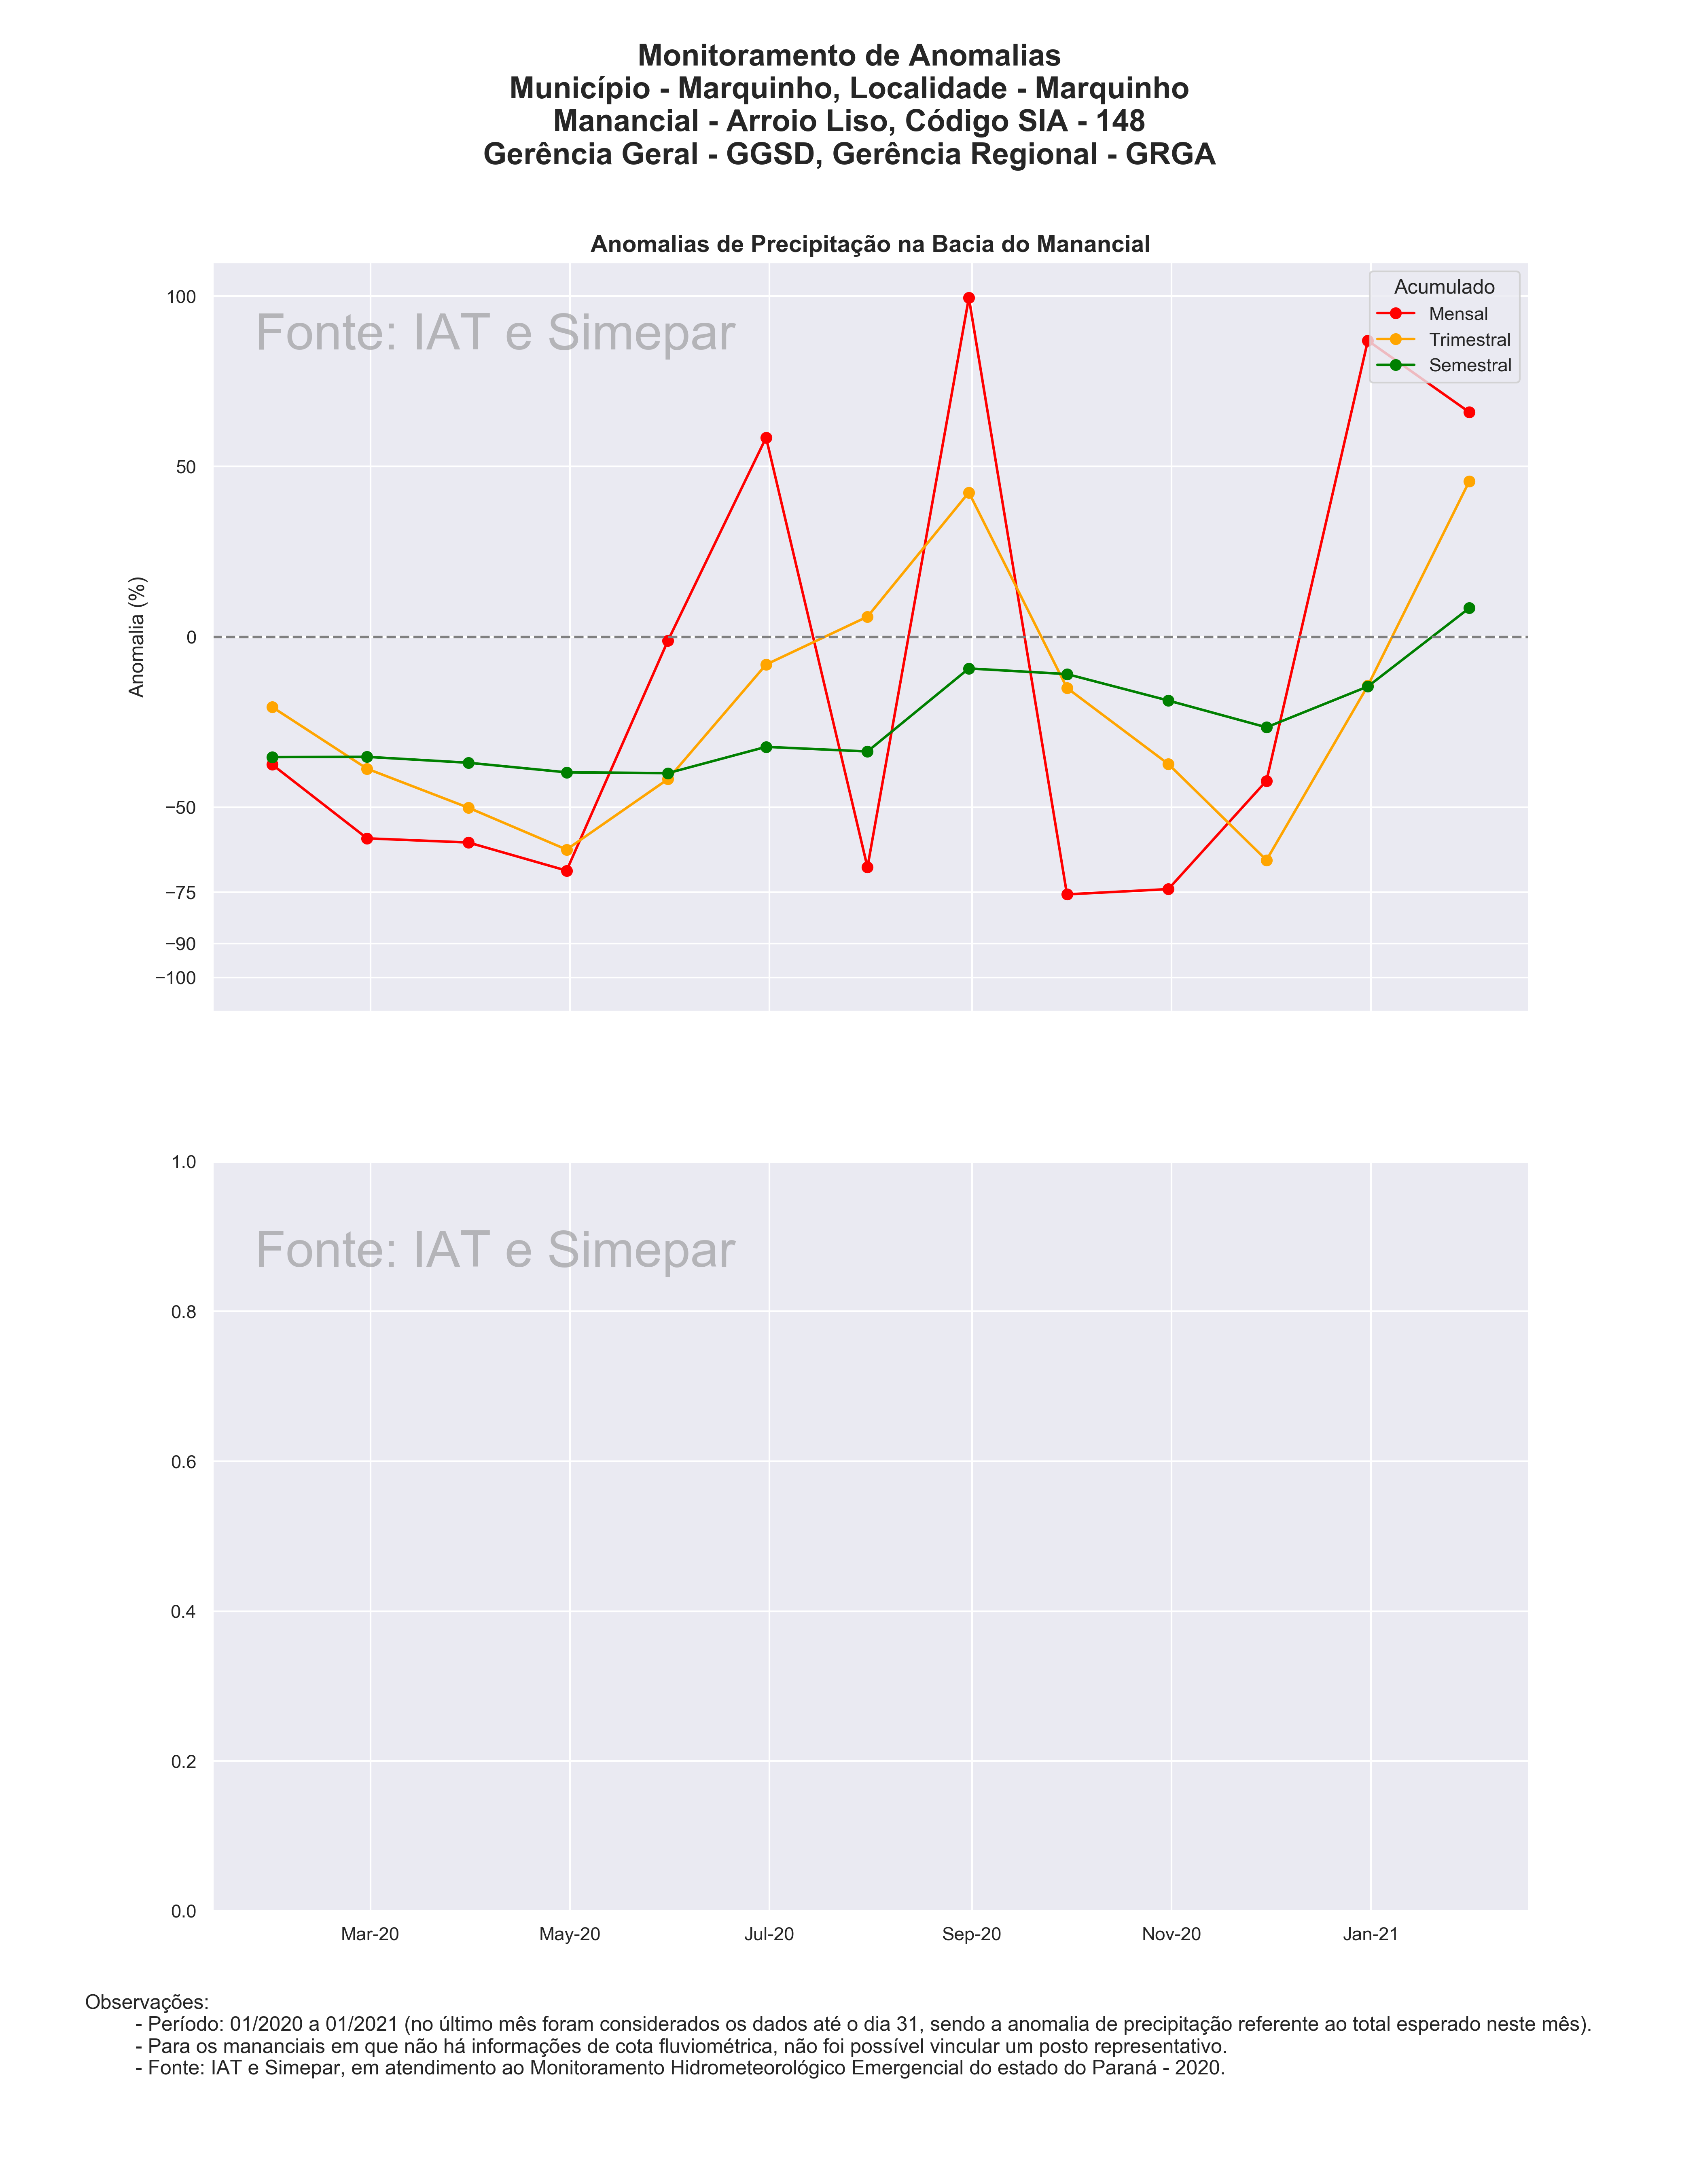 Monitoramento de Anomalias
Município - Marquinho, Localidade - Marquinho
Manancial - Arroio Liso, Código SIA - 148
Gerência Geral - GGSD, Gerência Regional - GRGA
Anomalias de Precipitação na Bacia do Manancial
Fonte: IAT e Simepar
Acumulado
Mensal
Trimestral
Semestral
Anomalia (%)
100
50
0
−50
−75
−90
−100
Fonte: IAT e Simepar
1.0
0.8
0.6
0.4
0.2
0.0
Mar-20 May-20 Jul-20 Sep-20 Nov-20 Jan-21
Observações:
- Período: 01/2020 a 01/2021 (no último mês foram considerados os dados até o dia 31, sendo a anomalia de precipitação referente ao total esperado neste mês).
- Para os mananciais em que não há informações de cota fluviométrica, não foi possível vincular um posto representativo.
- Fonte: IAT e Simepar, em atendimento ao Monitoramento Hidrometeorológico Emergencial do estado do Paraná - 2020.